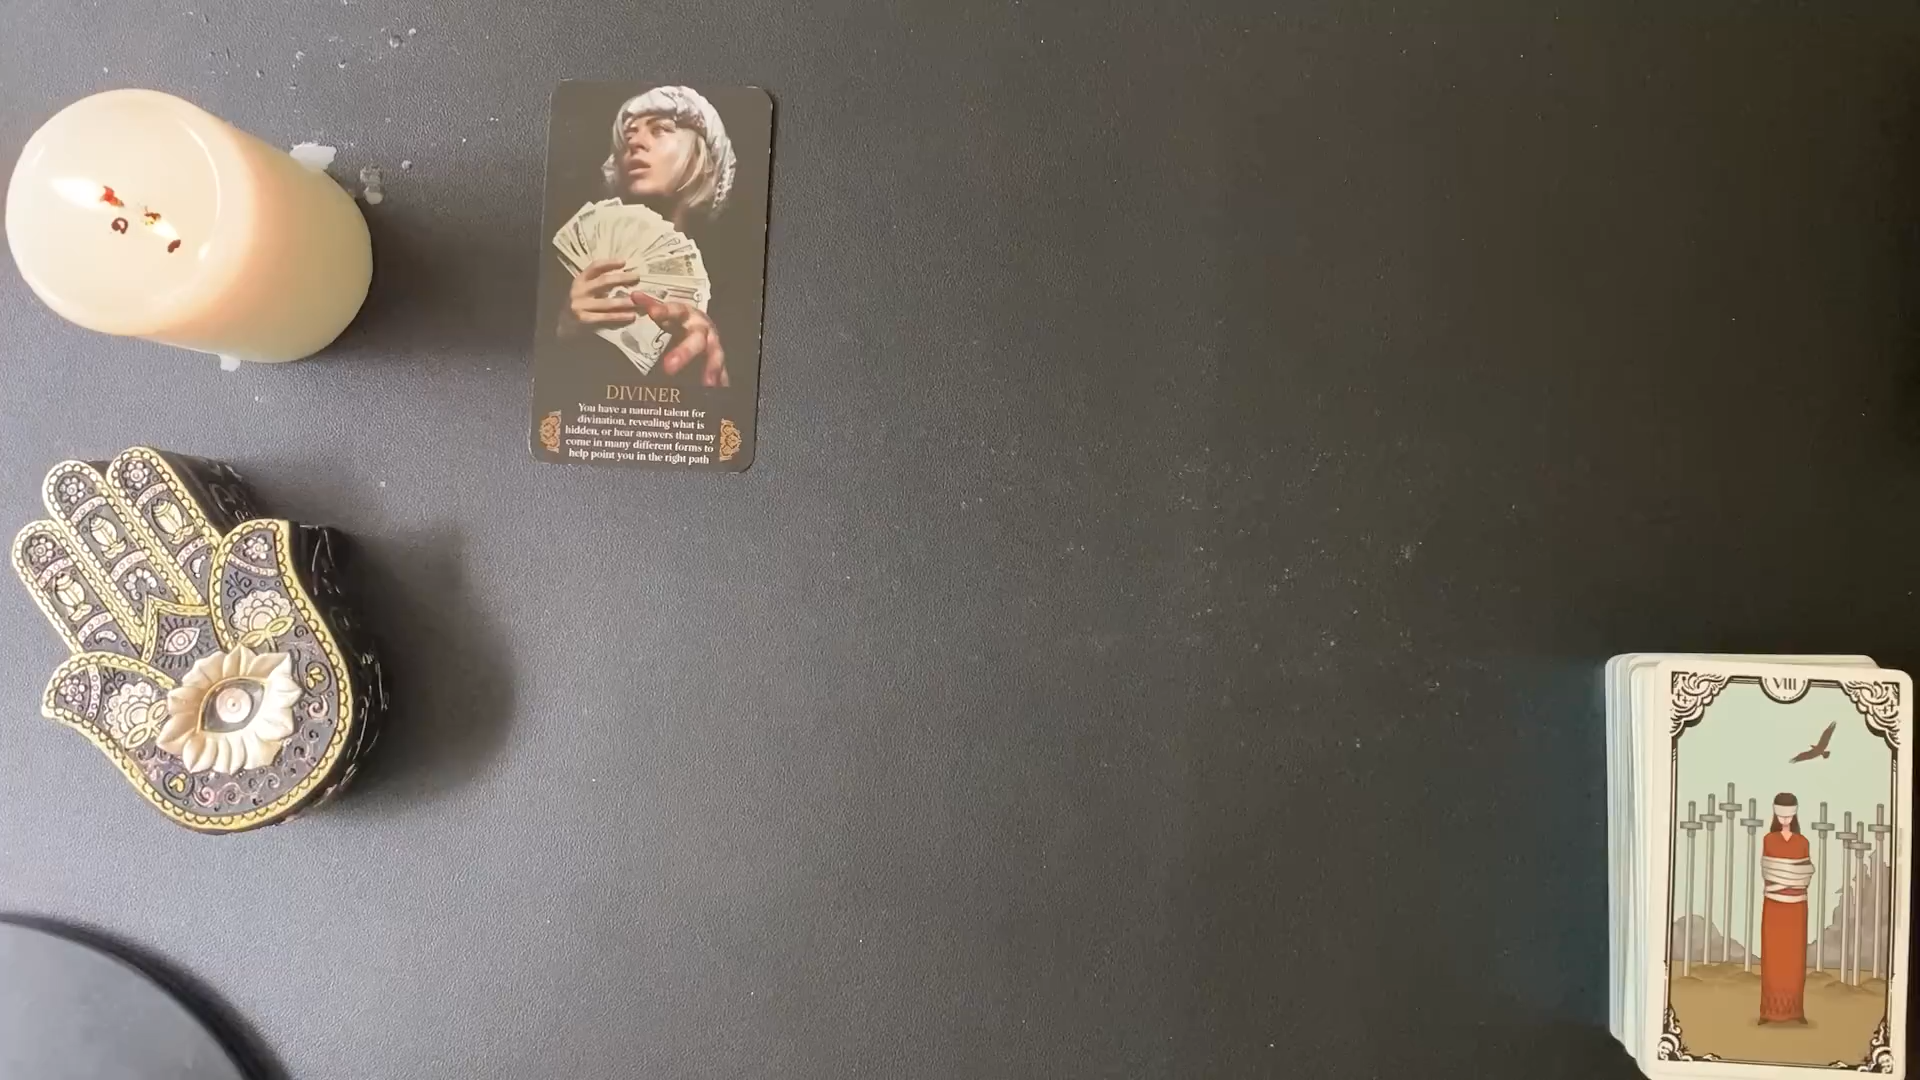 DIVINER
You have a natural talent for
divination, revealing what is
hidden, or hear answers that may
come in many different forms to
help point you in the right path
VIII